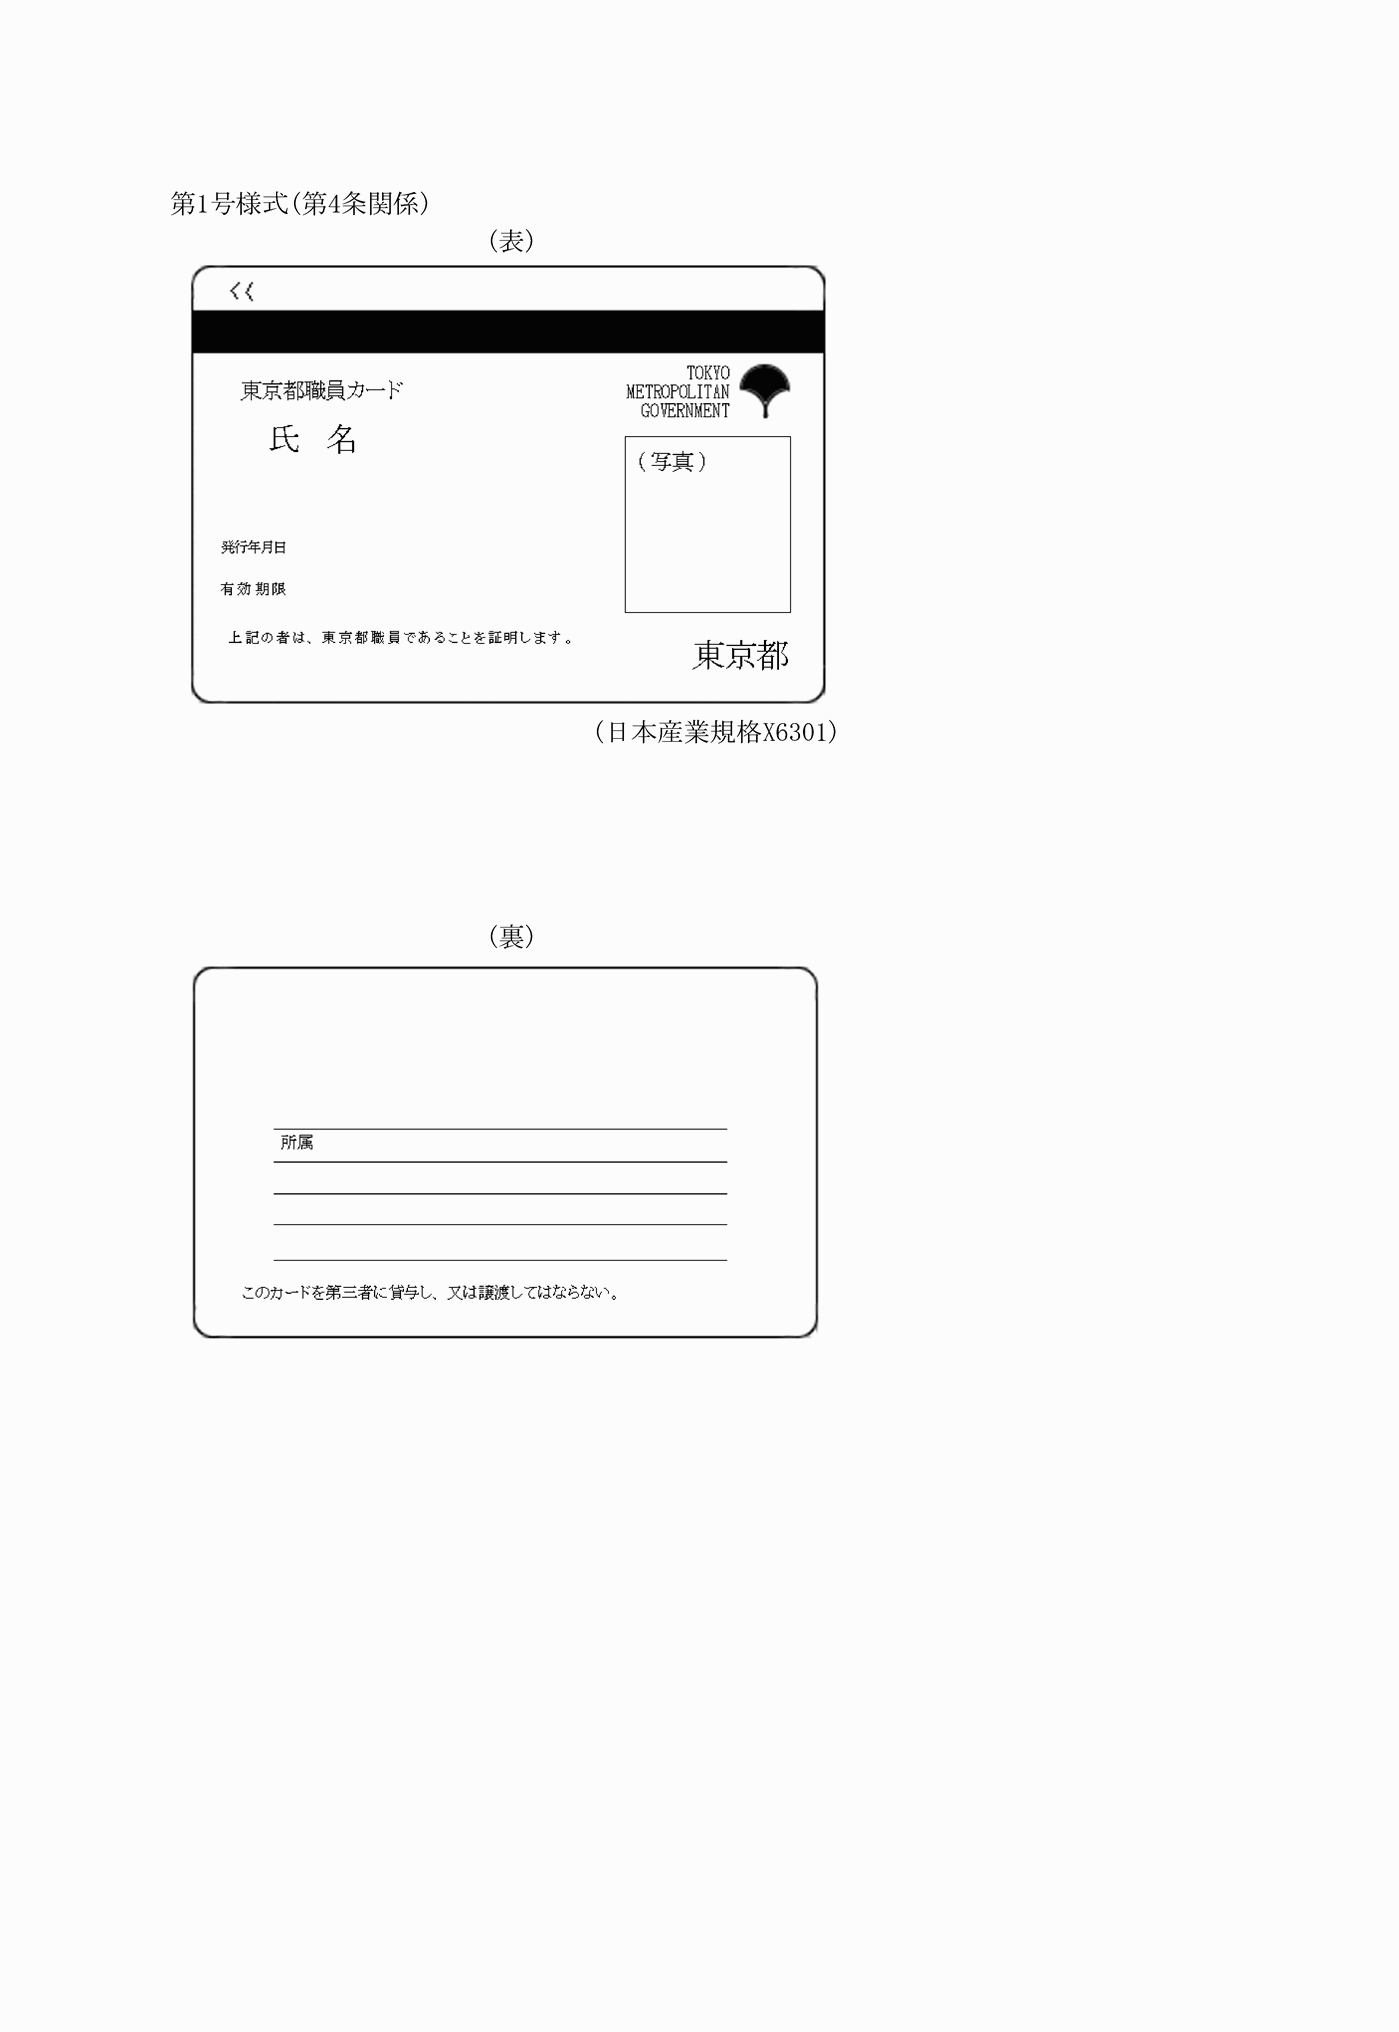 第1号様式(第4条関係)
(表)
<<
東京都職員カード
TOKYO
METROPOLITAN
GOVERNMENT
氏 名
(写真)
発行年月日
有効期限
上記の者は、東京都職員であることを証明します。
東京都
(日本産業規格X6301)
(裏)
所属
このカードを第三者に貸与し、又は譲渡してはならない。